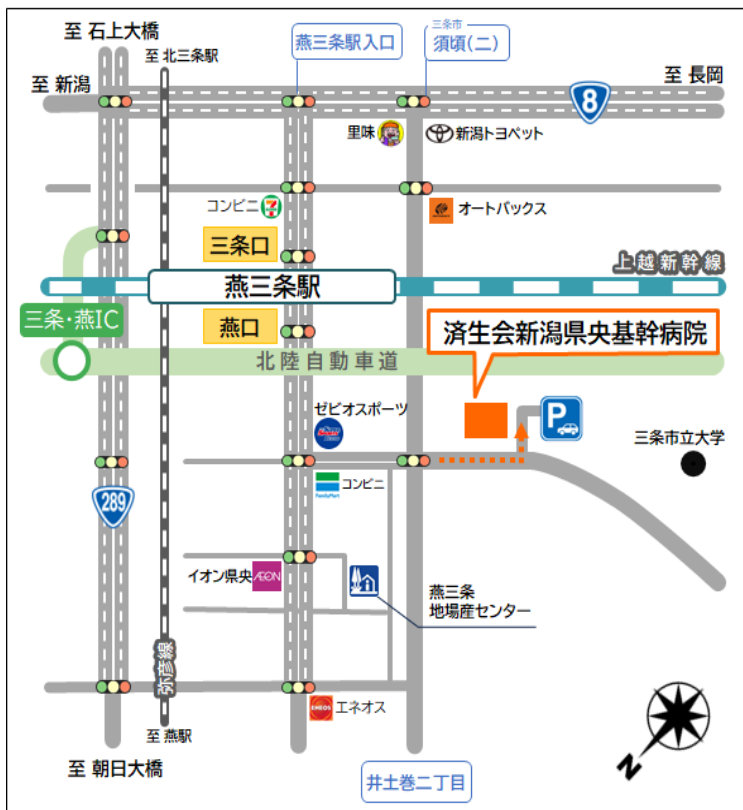 至 石上大橋
至 北三条駅
燕三条駅入口
三条市
須頃(二)
至 新潟
至 長岡
8
里味
新潟トヨペット
コンビニ
オートバックス
三条口
上越新幹線
燕三条駅
三条・燕IC
燕口
済生会新潟県央基幹病院
北陸自動車道
ゼビオスポーツ
P
三条市立大学
コンビニ
FamilyMart
289
イオン県央
AEON
燕三条
地場産センター
弥彦線
ENEOS
エネオス
至 燕駅
至 朝日大橋
井土巻二丁目
N